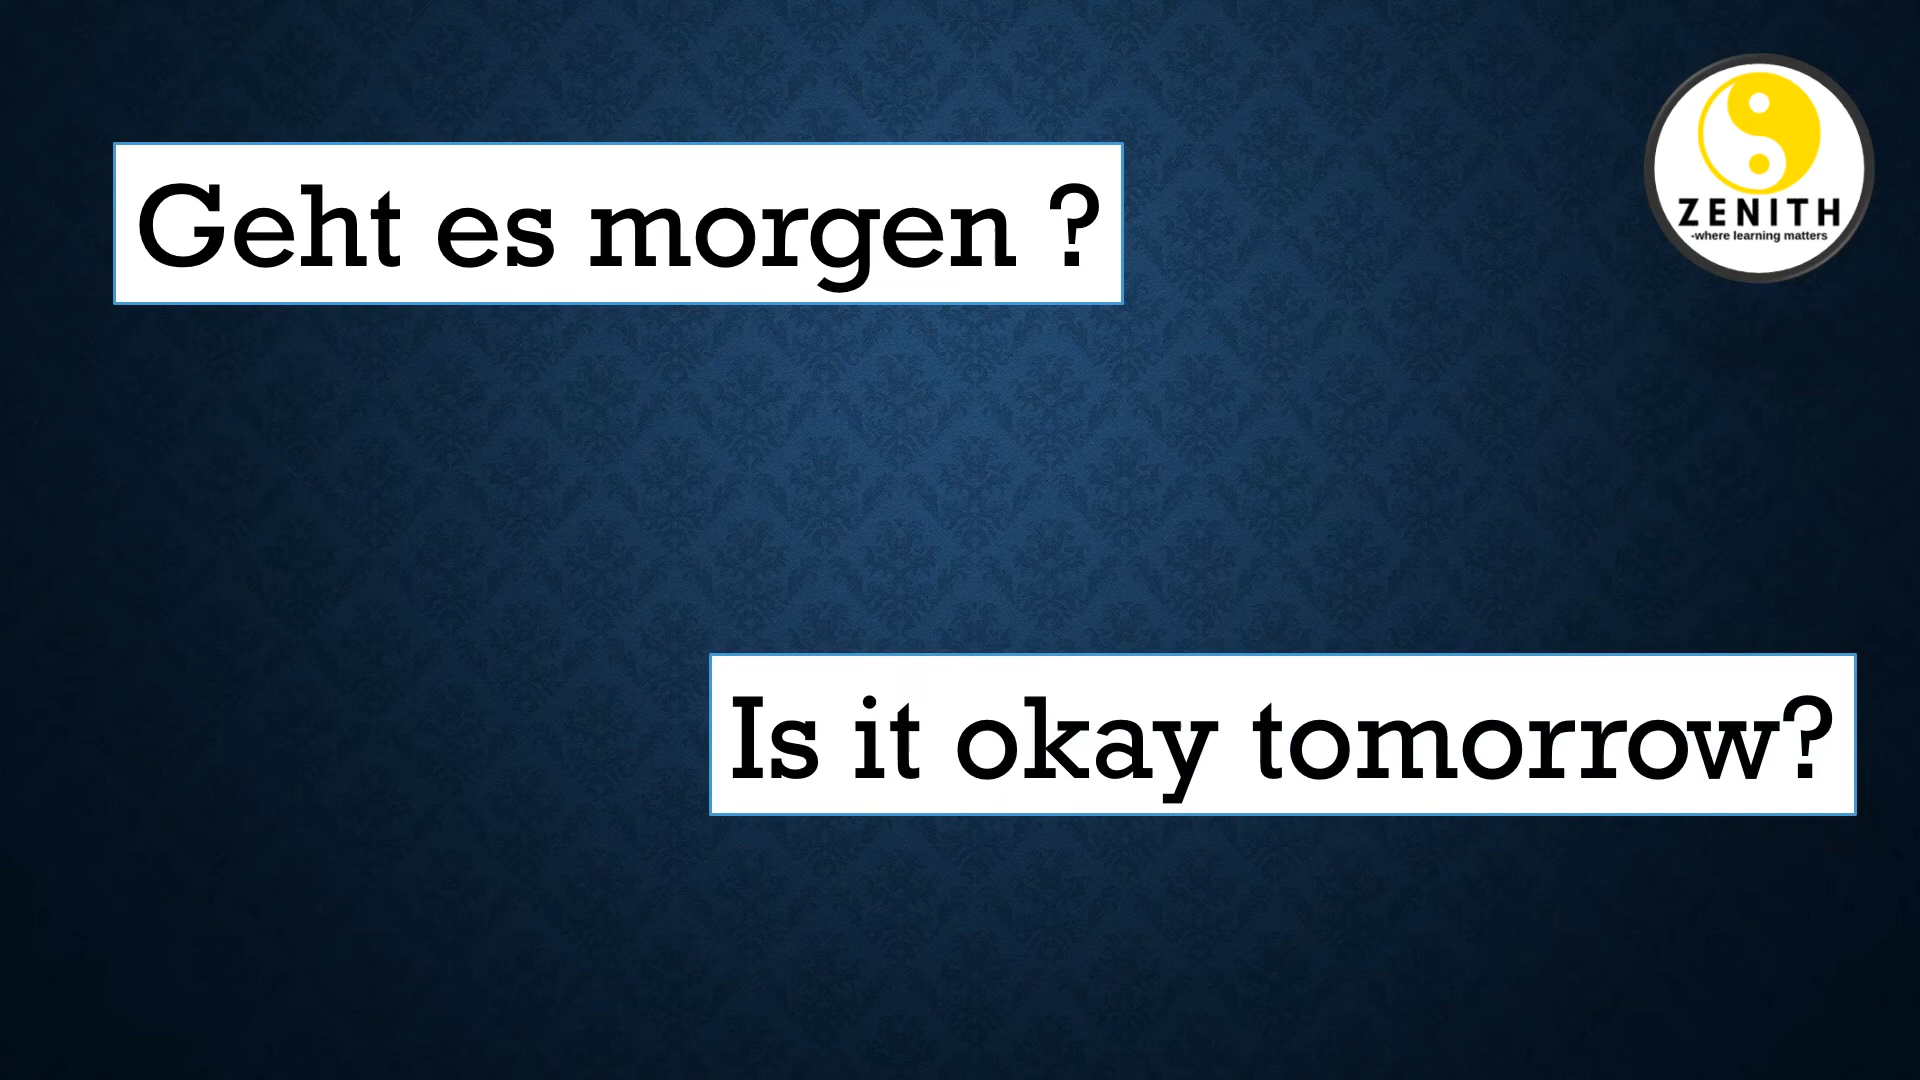 Geht es morgen ?
ZENITH
-where learning matters
Is it okay tomorrow?